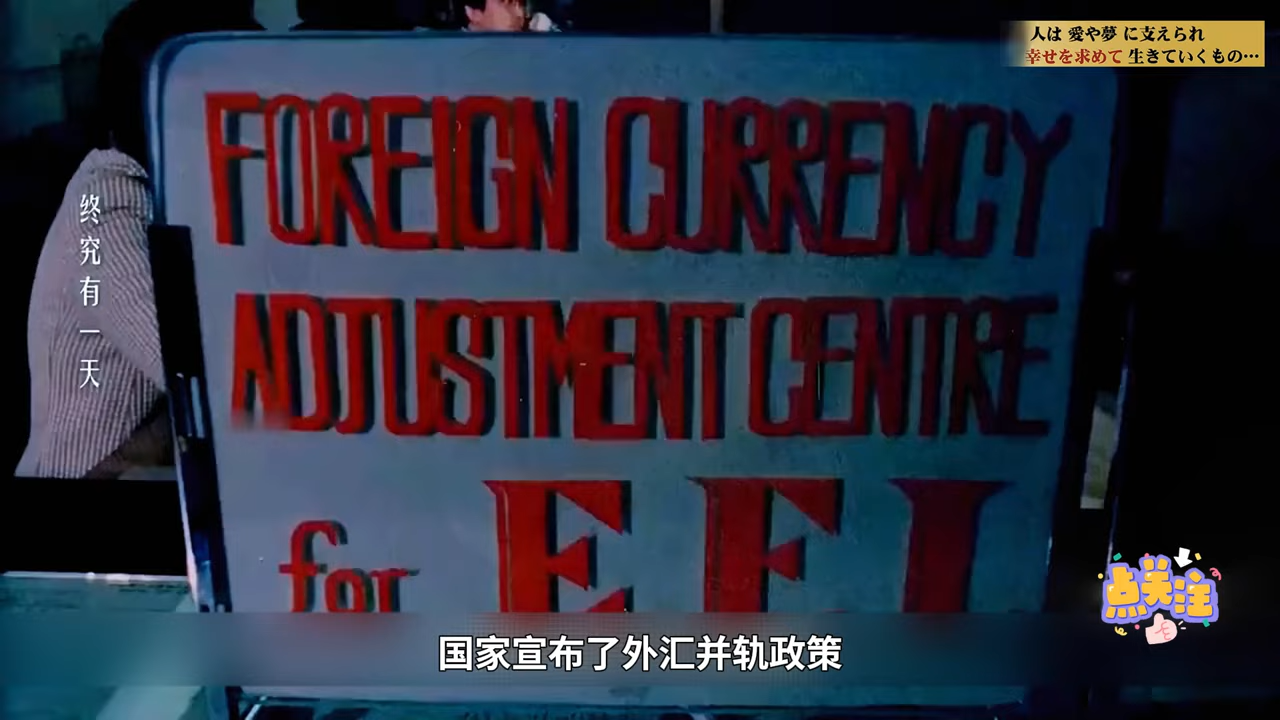 人は 愛や夢 に支えられ
幸せを求めて 生きていくもの…
FOREIGN CURRENCY
ADJUSTMENT CENTRE
for
终究有一天
点关注
国家宣布了外汇并轨政策